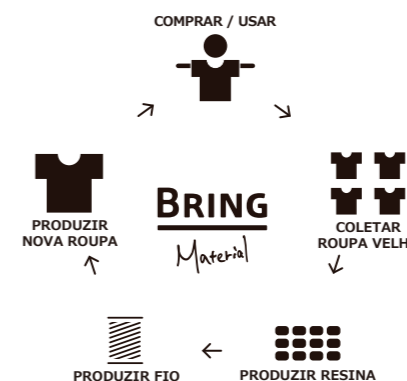 COMPRAR / USAR
COLETAR
ROUPA VELH
PRODUZIR RESINA
PRODUZIR FIO
PRODUZIR
NOVA ROUPA
BRING
Material